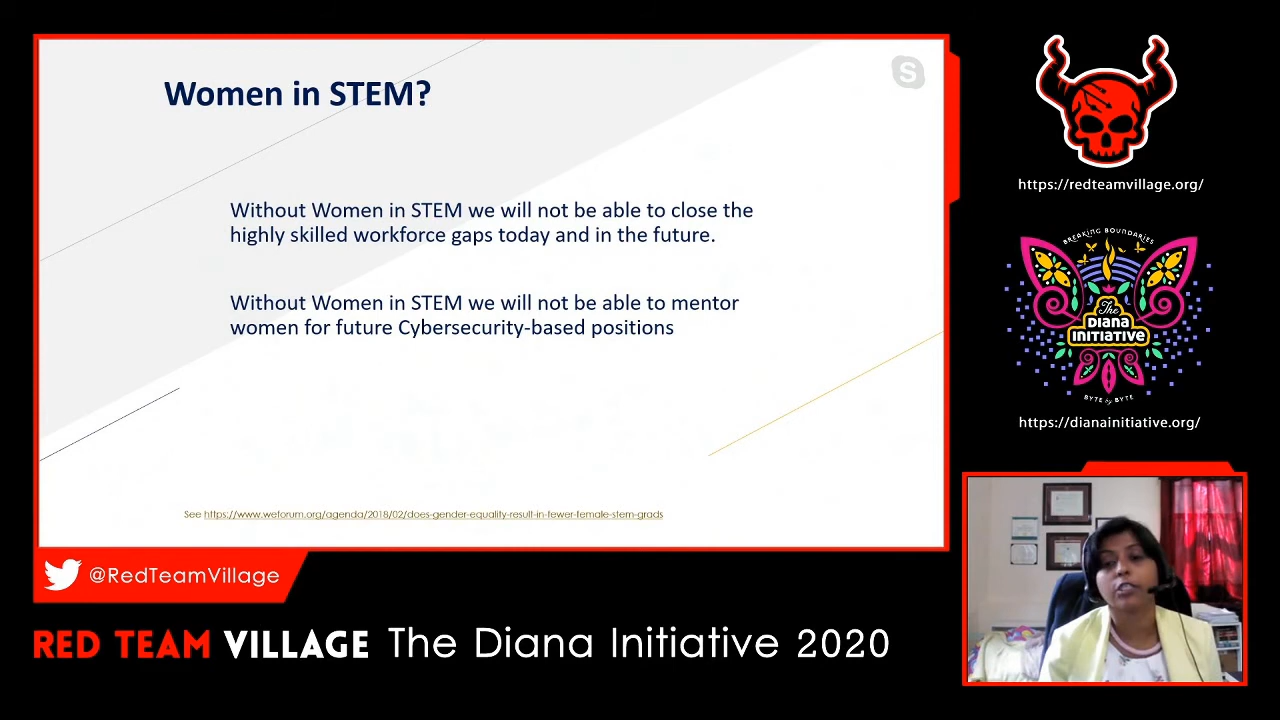 Women in STEM?
S
Without Women in STEM we will not be able to close the
highly skilled workforce gaps today and in the future.
Without Women in STEM we will not be able to mentor
women for future Cybersecurity-based positions
See https://www.weforum.org/agenda/2018/02/does-gender-equality-result-in-fewer-female-stem-grads
@RedTeamVillage
RED TEAM VILLAGE The Diana Initiative 2020
https://redteamvillage.org/
BREAKING BOUNDARIES
The
DIANA
INITIATIVE
BYTE by BYTE
https://dianainitiative.org/